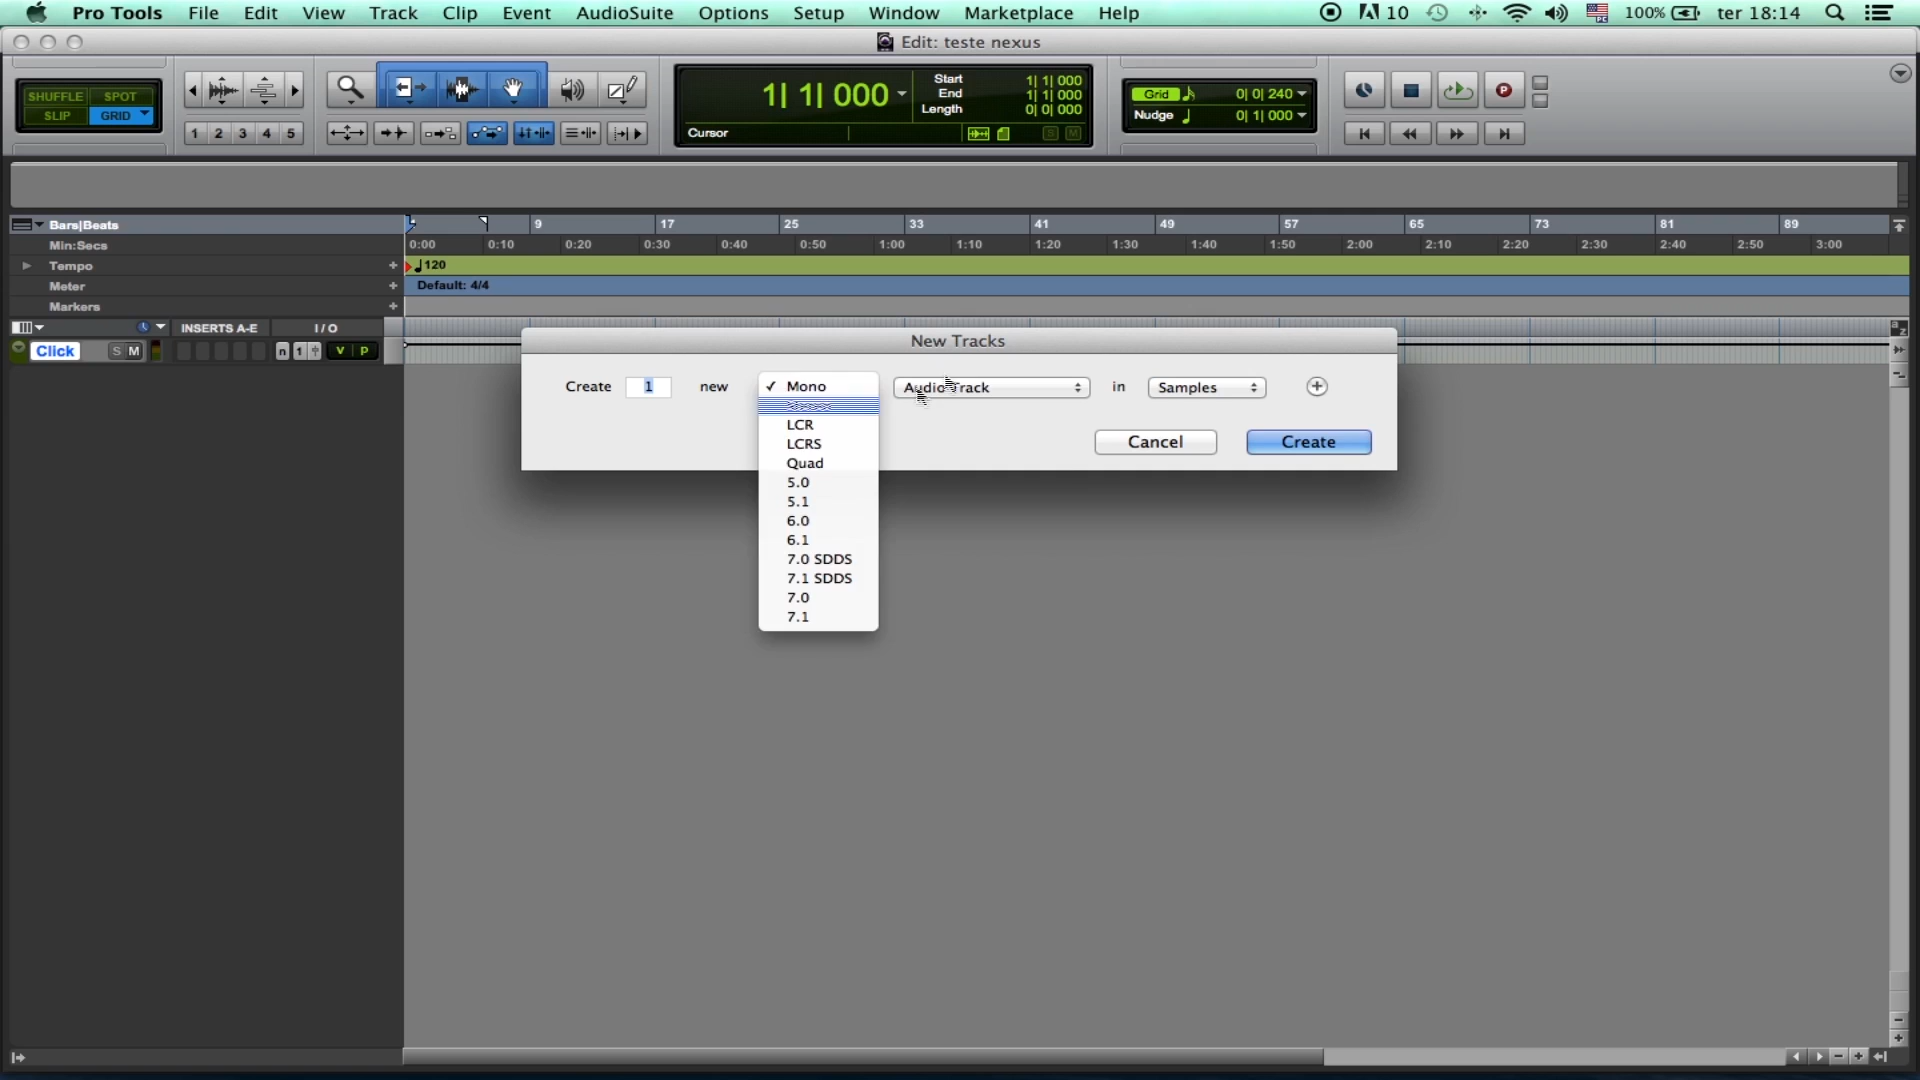 Pro Tools File Edit View Track Clip Event AudioSuite Options Setup Window Marketplace Help 10 100% ter 18:14
Edit: teste nexus
SHUFFLE SPOT
SLIP GRID
1 2 3 4 5
1| 1| 000
Start 1| 1| 000
End 1| 1| 000
Length 0| 0| 000
Cursor S M
Grid 0| 0| 240
Nudge 0| 1| 000
P
Bars|Beats 9 17 25 33 41 49 57 65 73 81 89
Min:Secs 0:00 0:10 0:20 0:30 0:40 0:50 1:00 1:10 1:20 1:30 1:40 1:50 2:00 2:10 2:20 2:30 2:40 2:50 3:00
Tempo + 120
Meter + Default: 4/4
Markers +
INSERTS A-E I/O
a z
Click S M n 1 V P
New Tracks
Create 1 new ✓ Mono Audio Track in Samples +
LCR
LCRS
Quad
5.0
5.1
6.0
6.1
7.0 SDDS
7.1 SDDS
7.0
7.1
Cancel Create